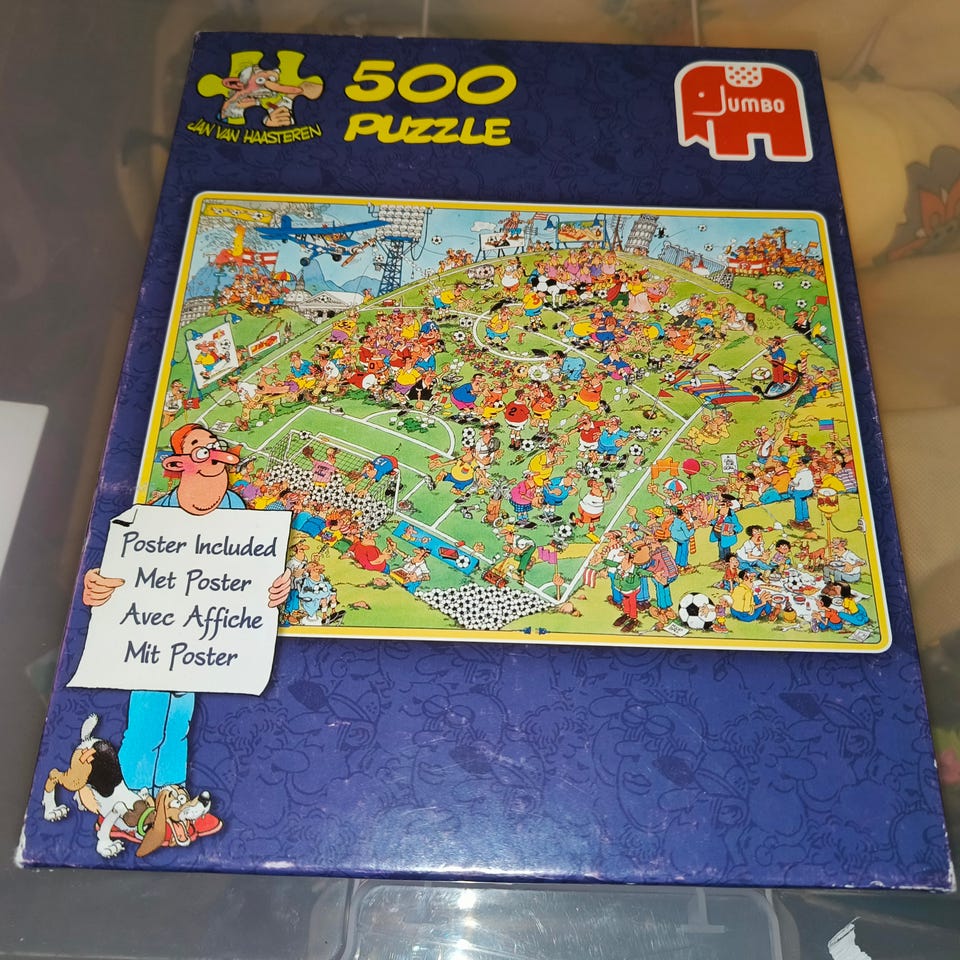 JAN VAN HAASTEREN
500
PUZZLE
JUMBO
Poster Included
Met Poster
Avec Affiche
Mit Poster